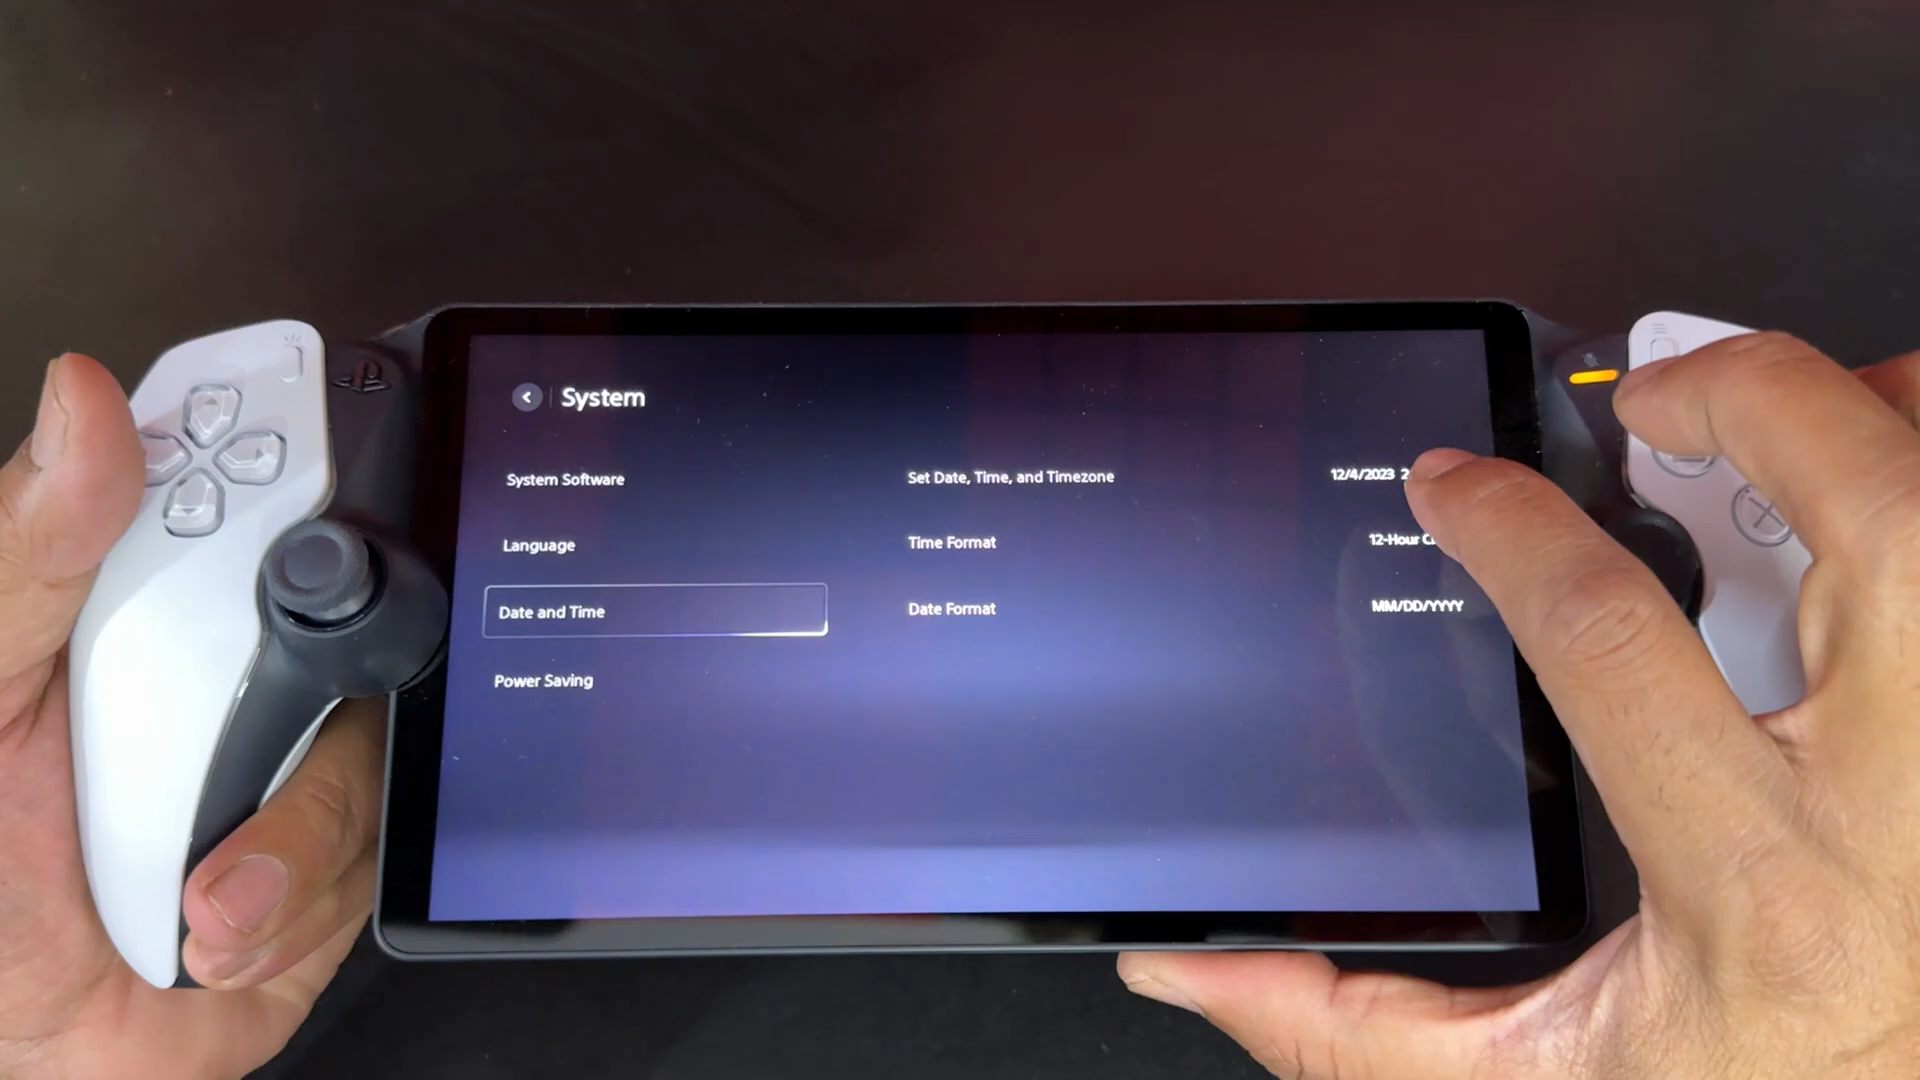 System
System Software
Language
Date and Time
Power Saving
Set Date, Time, and Timezone
12/4/2023
Time Format
12-Hour
Date Format
MM/DD/YYYY